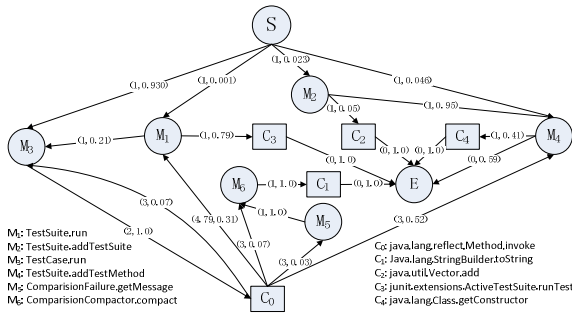 S
(1,0.023)
(1,0.930)
(1,0.001)
(1,0.046)
M2
(1,0.05)
(1,0.95)
M3
(1,0.21)
M1
(1,0.79)
C3
C2
C4
(1,0.41)
M4
(0,1.0)
(0,1.0)
(0,1.0)
(0,0.59)
M6
(1,1.0)
C1
(0,1.0)
E
(3,0.07)
(4.79,0.31)
(1,1.0)
M5
(2,1.0)
(3,0.07)
(3,0.03)
(3,0.52)
C0
M1: TestSuite.run
M2: TestSuite.addTestSuite
M3: TestCase.run
M4: TestSuite.addTestMethod
M5: ComparisionFailure.getMessage
M6: ComparisionCompactor.compact
C0: java.lang.reflect.Method.invoke
C1: Java.lang.StringBuilder.toString
C2: java.util.Vector.add
C3: junit.extensions.ActiveTestSuite.runTest
C4: java.lang.Class.getConstructor